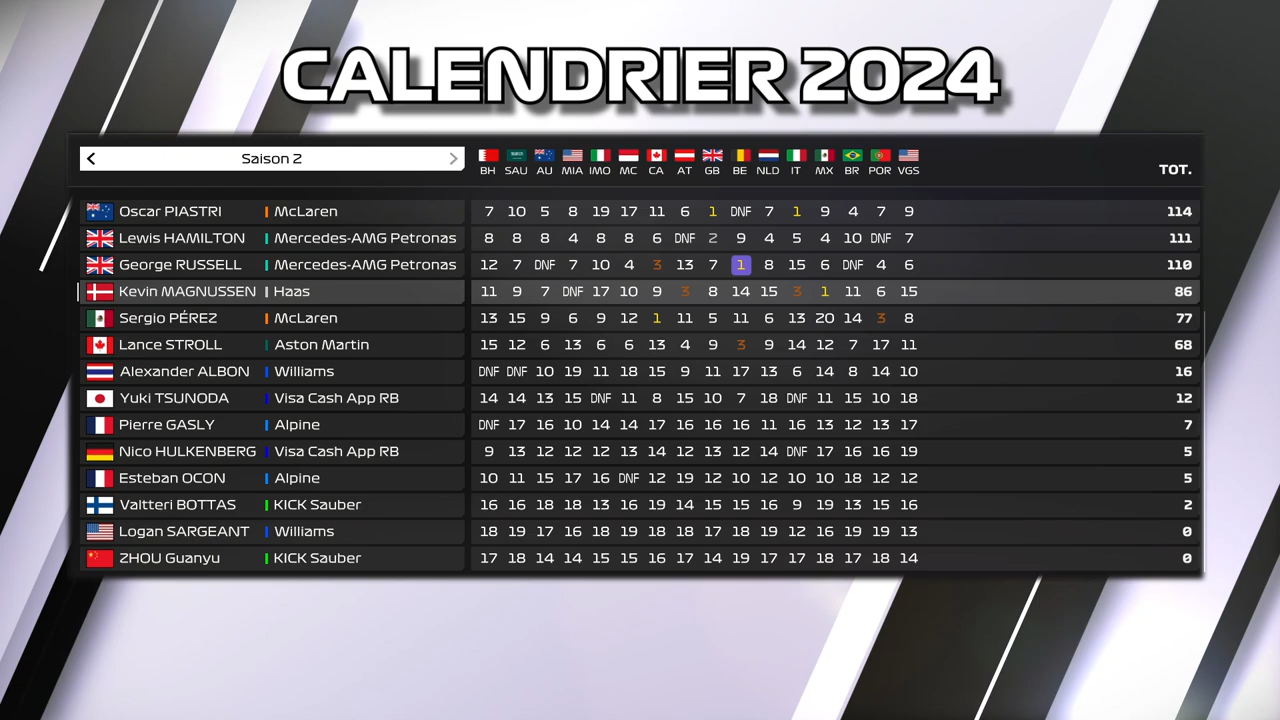 CALENDRIER 2024
Saison 2 BH SAU AU MIA IMO MC CA AT GB BE NLD IT MX BR POR VGS TOT.
Oscar PIASTRI McLaren 7 10 5 8 19 17 11 6 1 DNF 7 1 9 4 7 9 114
Lewis HAMILTON Mercedes-AMG Petronas 8 8 8 4 8 8 6 DNF 2 9 4 5 4 10 DNF 7 111
George RUSSELL Mercedes-AMG Petronas 12 7 DNF 7 10 4 3 13 7 1 8 15 6 DNF 4 6 110
Kevin MAGNUSSEN Haas 11 9 7 DNF 17 10 9 3 8 14 15 3 1 11 6 15 86
Sergio PÉREZ McLaren 13 15 9 6 9 12 1 11 5 11 6 13 20 14 3 8 77
Lance STROLL Aston Martin 15 12 6 13 6 6 13 4 9 3 9 14 12 7 17 11 68
Alexander ALBON Williams DNF DNF 10 19 11 18 15 9 11 17 13 6 14 8 14 10 16
Yuki TSUNODA Visa Cash App RB 14 14 13 15 DNF 11 8 15 10 7 18 DNF 11 15 10 18 12
Pierre GASLY Alpine DNF 17 16 10 14 14 17 16 16 16 11 16 13 12 13 17 7
Nico HULKENBERG Visa Cash App RB 9 13 12 12 12 13 14 12 13 12 14 DNF 17 16 16 19 5
Esteban OCON Alpine 10 11 15 17 16 DNF 12 19 12 10 12 10 10 18 12 12 5
Valtteri BOTTAS KICK Sauber 16 16 18 18 13 16 19 14 15 15 16 9 19 13 15 16 2
Logan SARGEANT Williams 18 19 17 16 18 19 18 18 17 18 19 12 16 19 19 13 0
ZHOU Guanyu KICK Sauber 17 18 14 14 15 15 16 17 14 19 17 17 18 17 18 14 0